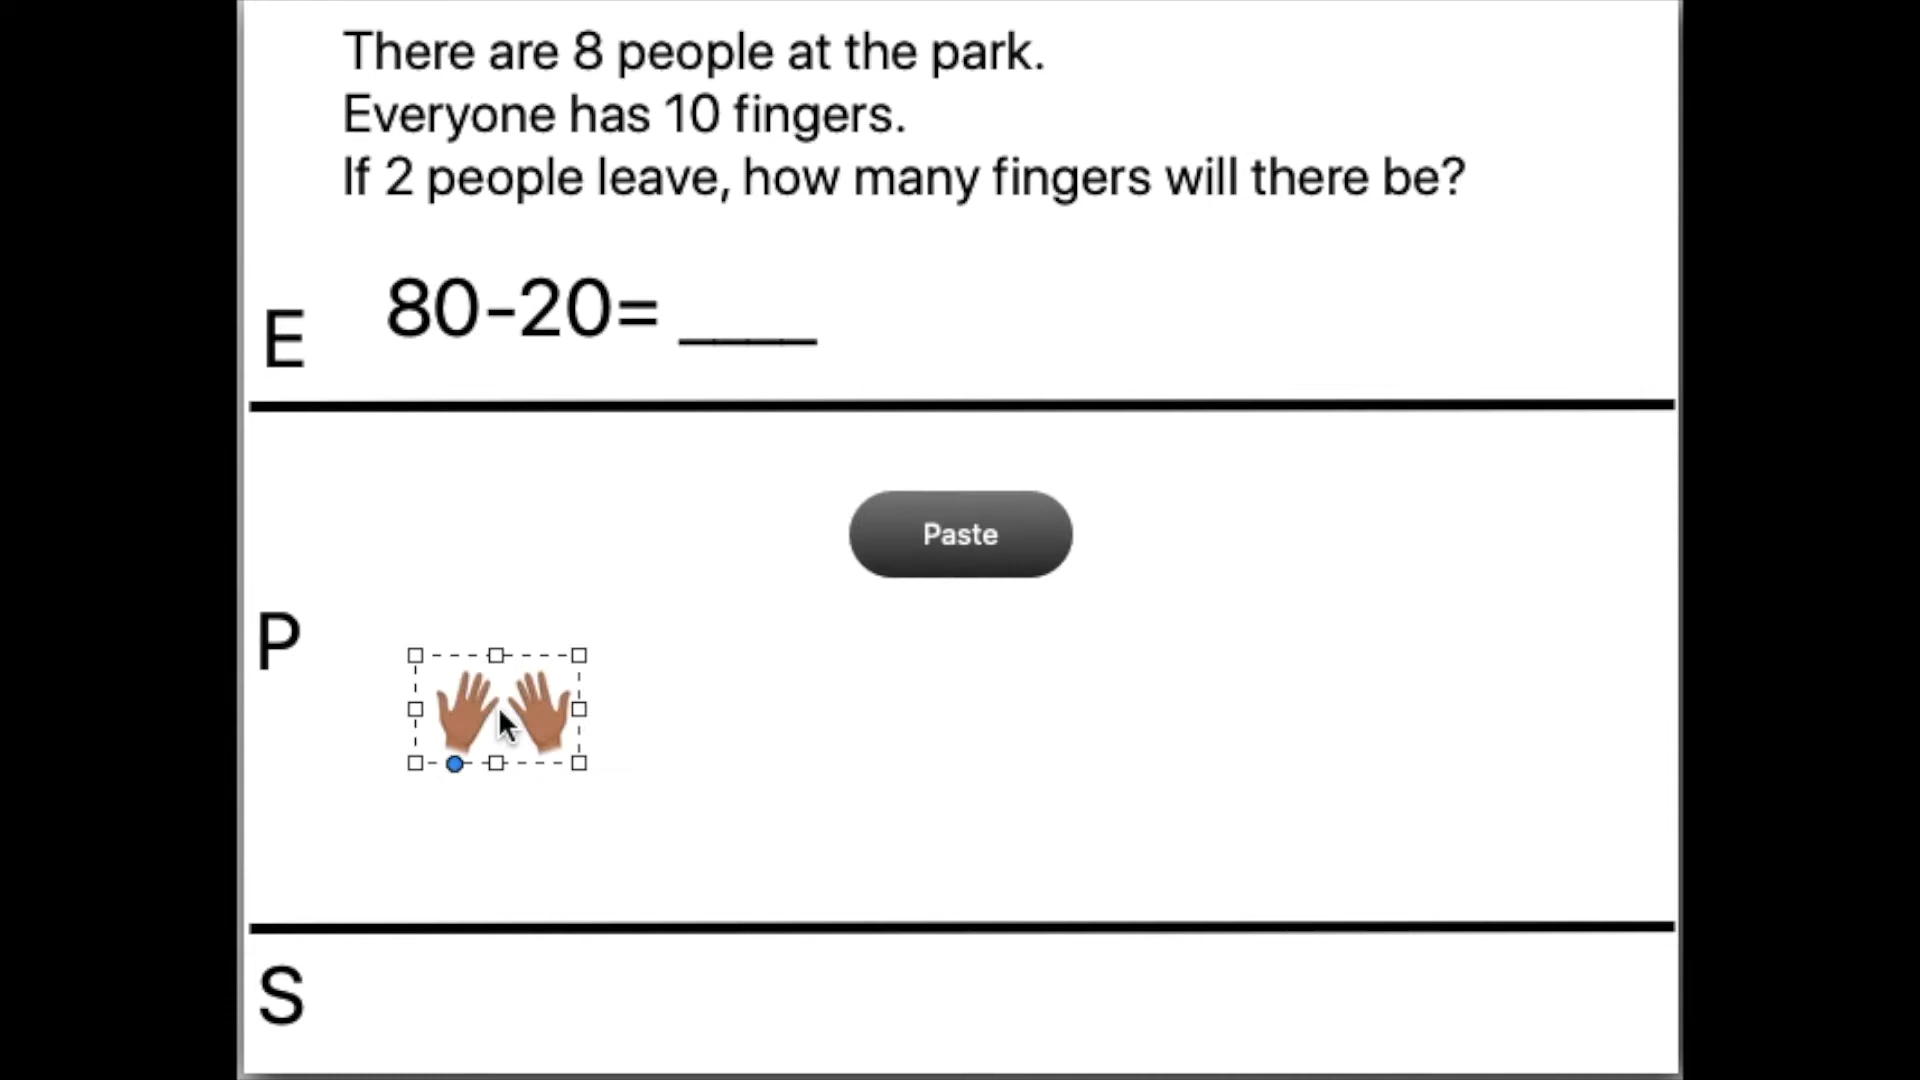 There are 8 people at the park.
Everyone has 10 fingers.
If 2 people leave, how many fingers will there be?
E
80-20= ____
Paste
P
S